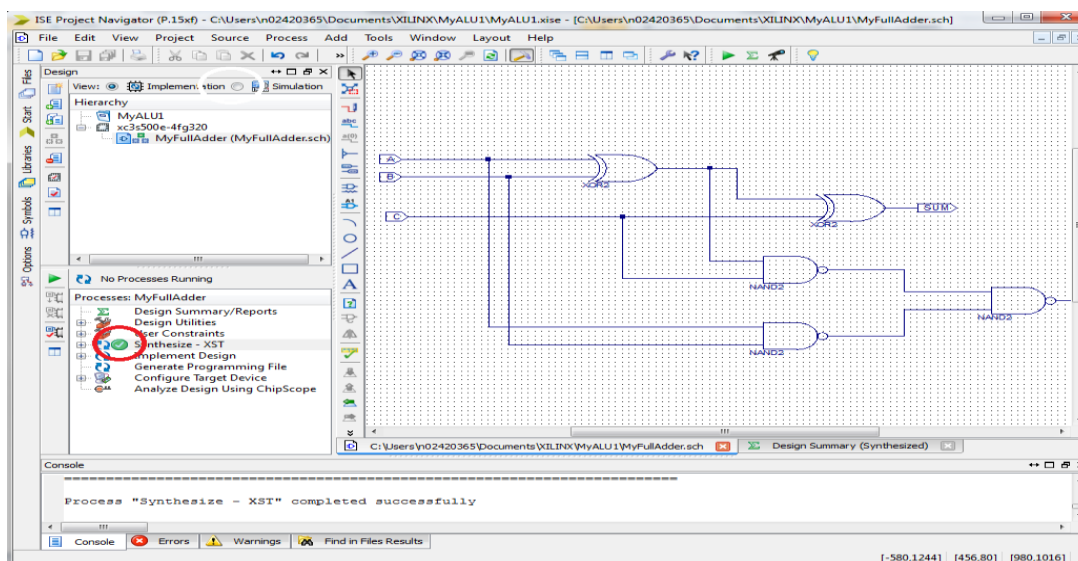 ISE Project Navigator (P.15xf) - C:\Users\n02420365\Documents\XILINX\MyALU1\MyALU1.xise - [C:\Users\n02420365\Documents\XILINX\MyALU1\MyFullAdder.sch]
File Edit View Project Source Process Add Tools Window Layout Help
Design
View: Implementation Simulation
Hierarchy
MyALU1
xc3s500e-4fg320
MyFullAdder (MyFullAdder.sch)
Files
Start
Libraries
Symbols
Options
No Processes Running
Processes: MyFullAdder
Design Summary/Reports
Design Utilities
User Constraints
Synthesize - XST
Implement Design
Generate Programming File
Configure Target Device
Analyze Design Using ChipScope
abc
A
A
B
C
XOR2
XOR2
SUM
NAND2
NAND2
NAND2
C:\Users\n02420365\Documents\XILINX\MyALU1\MyFullAdder.sch
Design Summary (Synthesized)
Console
Process "Synthesize - XST" completed successfully
Console Errors Warnings Find in Files Results
[-580,1244] [456,80] [980,1016]